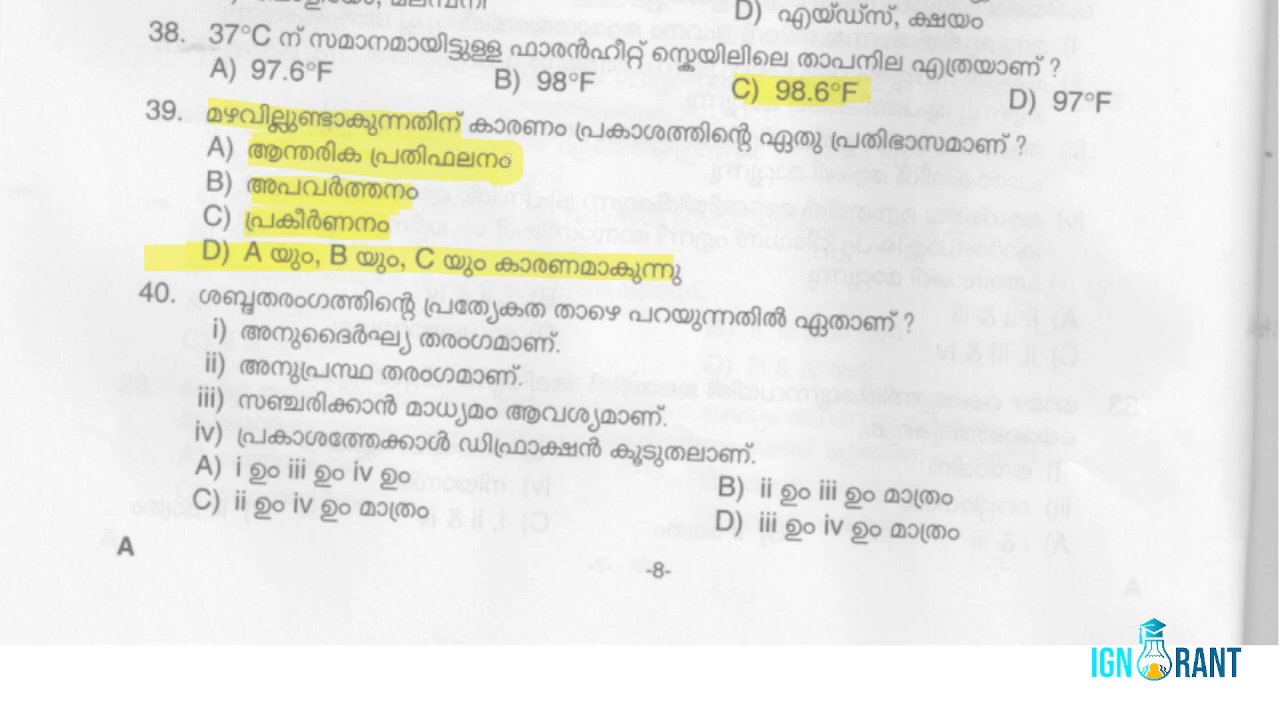 D) എയ്ഡ്സ്, ക്ഷയം
38. 37°C ന് സമാനമായിട്ടുള്ള ഫാരൻഹീറ്റ് സ്കെയിലിലെ താപനില എത്രയാണ് ?
A) 97.6°F B) 98°F C) 98.6°F D) 97°F
39. മഴവില്ലുണ്ടാകുന്നതിന് കാരണം പ്രകാശത്തിന്റെ ഏതു പ്രതിഭാസമാണ് ?
A) ആന്തരിക പ്രതിഫലനം
B) അപവർത്തനം
C) പ്രകീർണനം
D) A യും, B യും, C യും കാരണമാകുന്നു
40. ശബ്ദതരംഗത്തിന്റെ പ്രത്യേകത താഴെ പറയുന്നതിൽ ഏതാണ് ?
i) അനുദൈർഘ്യ തരംഗമാണ്.
ii) അനുപ്രസ്ഥ തരംഗമാണ്.
iii) സഞ്ചരിക്കാൻ മാധ്യമം ആവശ്യമാണ്.
iv) പ്രകാശത്തേക്കാൾ ഡിഫ്രാക്ഷൻ കൂടുതലാണ്.
A) i ഉം iii ഉം iv ഉം B) ii ഉം iii ഉം മാത്രം
C) ii ഉം iv ഉം മാത്രം D) iii ഉം iv ഉം മാത്രം
A
-8-
IGNORANT